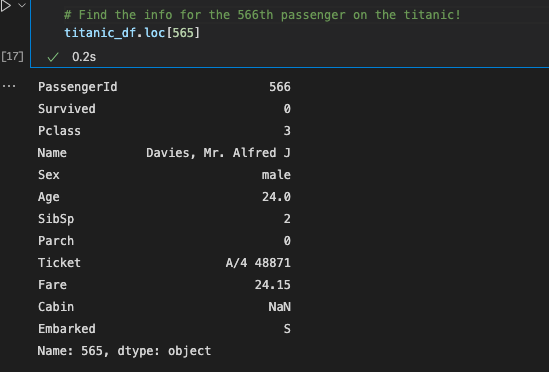 # Find the info for the 566th passenger on the titanic!
titanic_df.loc[565]
[17] ✓ 0.2s
... PassengerId 566
Survived 0
Pclass 3
Name Davies, Mr. Alfred J
Sex male
Age 24.0
SibSp 2
Parch 0
Ticket A/4 48871
Fare 24.15
Cabin NaN
Embarked S
Name: 565, dtype: object